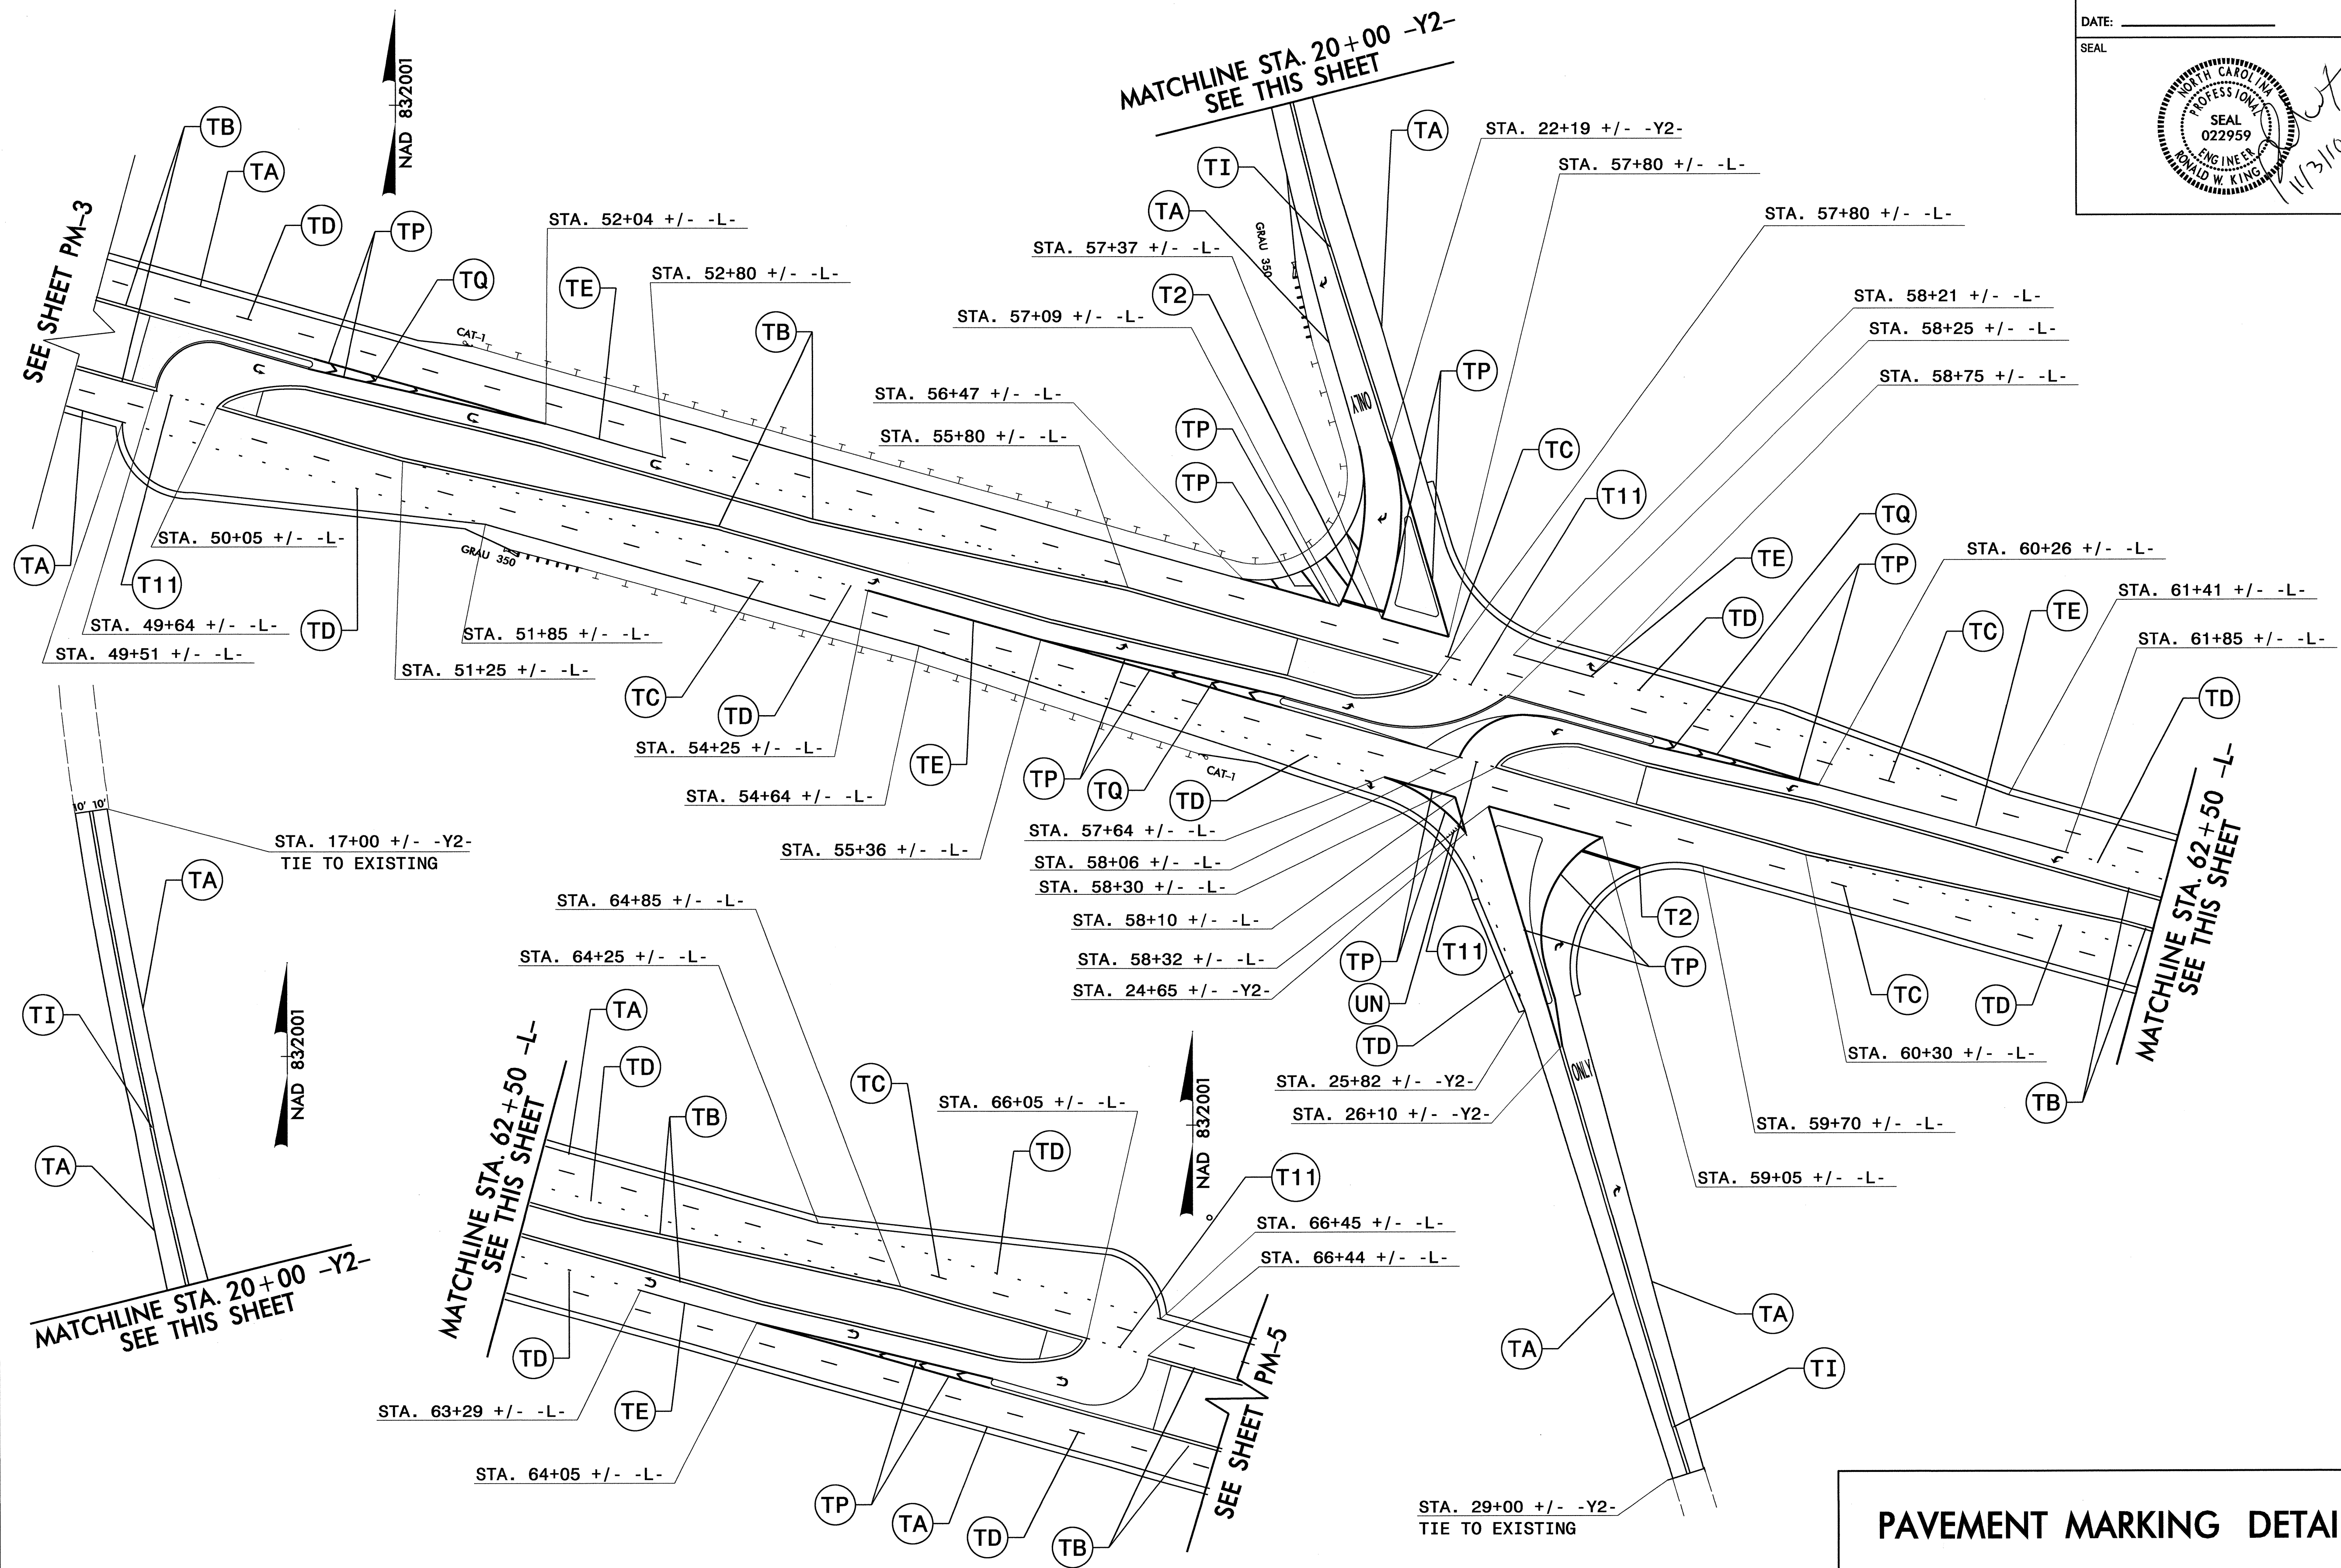 DATE:
SEAL
NORTH CAROLINA
PROFESSIONAL
SEAL
022959
ENGINEER
RONALD W. KING
11/3/10
MATCHLINE STA. 20+00 -Y2-
SEE THIS SHEET
NAD 83/2001
SEE SHEET PM-3
TB
TA
TD
TP
TQ
STA. 52+04 +/- -L-
TE
STA. 52+80 +/- -L-
TB
CAT-1
TA
TI
TA
GRAU 350
STA. 22+19 +/- -Y2-
STA. 57+80 +/- -L-
STA. 57+80 +/- -L-
STA. 57+37 +/- -L-
T2
STA. 57+09 +/- -L-
STA. 58+21 +/- -L-
STA. 58+25 +/- -L-
STA. 58+75 +/- -L-
TP
ONLY
STA. 56+47 +/- -L-
STA. 55+80 +/- -L-
TP
TP
TC
T11
TQ
TE
TP
STA. 60+26 +/- -L-
TD
TC
TE
STA. 61+41 +/- -L-
STA. 61+85 +/- -L-
TD
STA. 50+05 +/- -L-
GRAU 350
TA
T11
STA. 49+64 +/- -L-
TD
STA. 51+85 +/- -L-
STA. 49+51 +/- -L-
STA. 51+25 +/- -L-
TC
TD
STA. 54+25 +/- -L-
TE
STA. 54+64 +/- -L-
STA. 55+36 +/- -L-
TP
TQ
TD
CAT-1
STA. 57+64 +/- -L-
STA. 58+06 +/- -L-
STA. 58+30 +/- -L-
STA. 58+10 +/- -L-
STA. 58+32 +/- -L-
STA. 24+65 +/- -Y2-
TP
T11
UN
TD
T2
TP
TC
TD
MATCHLINE STA. 62+50 -L-
SEE THIS SHEET
STA. 60+30 +/- -L-
TB
STA. 25+82 +/- -Y2-
STA. 26+10 +/- -Y2-
ONLY
STA. 59+70 +/- -L-
STA. 59+05 +/- -L-
10' 10'
STA. 17+00 +/- -Y2-
TIE TO EXISTING
TA
TI
NAD 83/2001
TA
MATCHLINE STA. 20+00 -Y2-
SEE THIS SHEET
STA. 64+85 +/- -L-
STA. 64+25 +/- -L-
MATCHLINE STA. 62+50 -L-
SEE THIS SHEET
TA
TD
TB
TC
STA. 66+05 +/- -L-
TD
NAD 83/2001
T11
STA. 66+45 +/- -L-
STA. 66+44 +/- -L-
TD
STA. 63+29 +/- -L-
TE
STA. 64+05 +/- -L-
TP
TA
TD
TB
SEE SHEET PM-5
TA
TA
TI
STA. 29+00 +/- -Y2-
TIE TO EXISTING
PAVEMENT MARKING DETAI